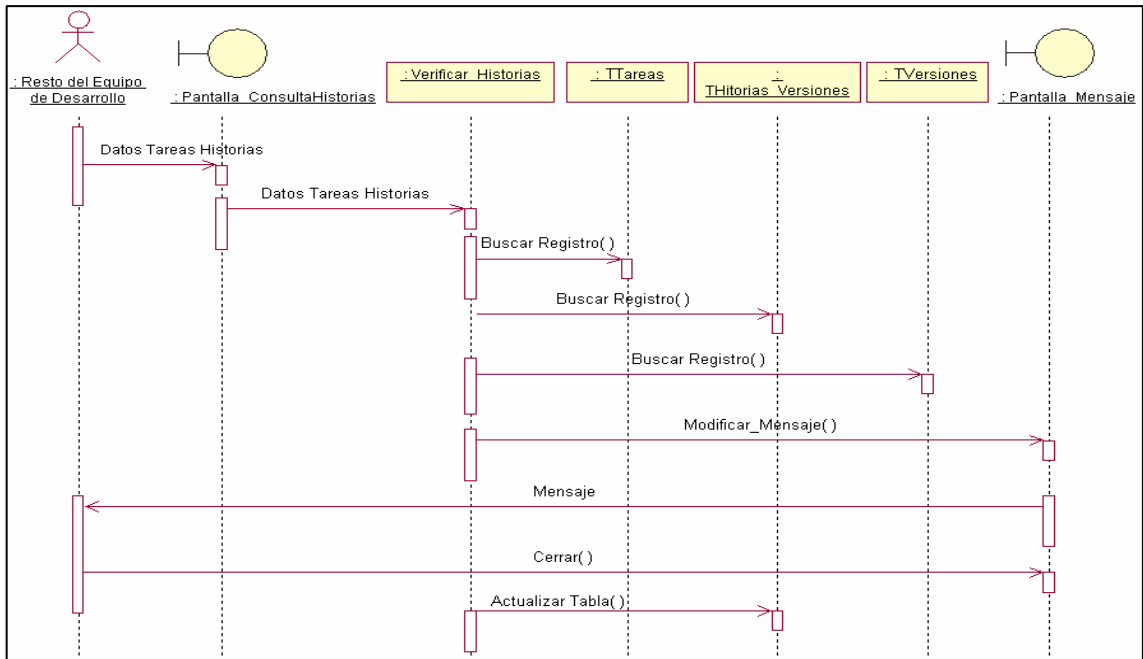 : Resto del Equipo
de Desarrollo
: Pantalla_ConsultaHistorias
: Verificar_Historias
: TTareas
:
THitorias_Versiones
: TVersiones
: Pantalla_Mensaje
Datos Tareas Historias
Datos Tareas Historias
Buscar Registro( )
Buscar Registro( )
Buscar Registro( )
Modificar_Mensaje( )
Mensaje
Cerrar( )
Actualizar Tabla( )